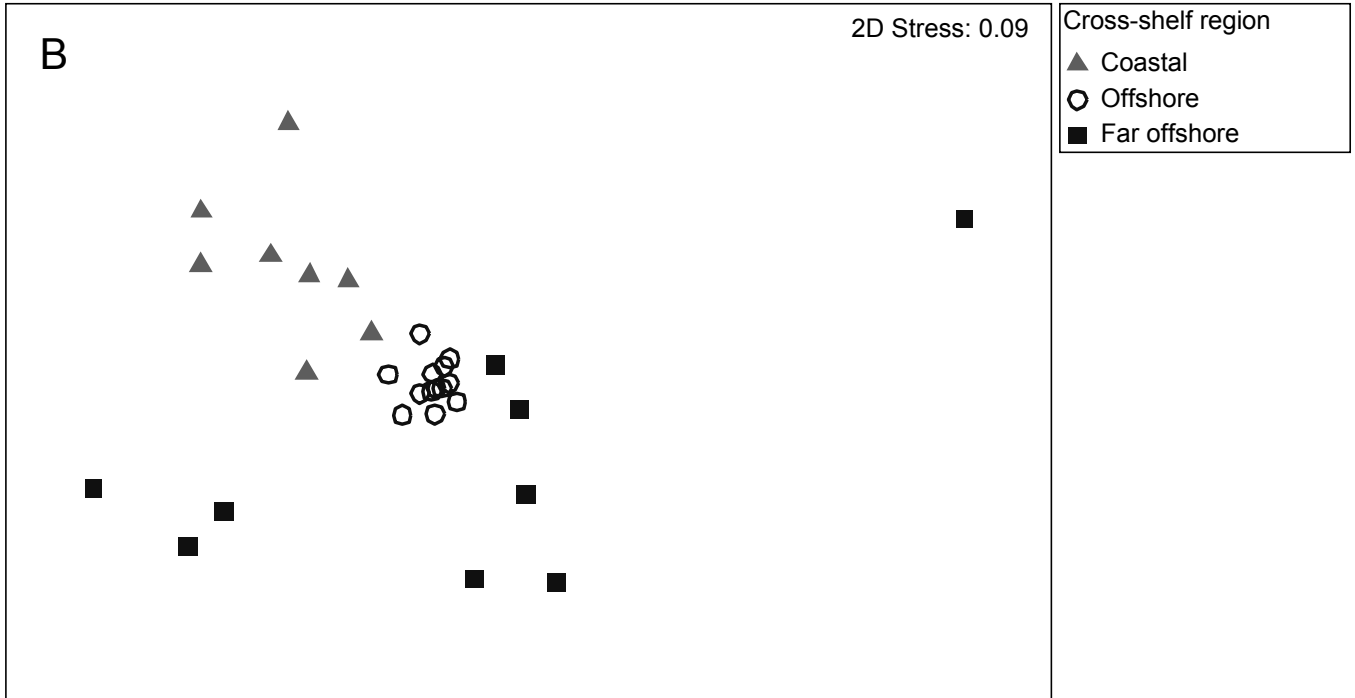 B
2D Stress: 0.09
Cross-shelf region
Coastal
Offshore
Far offshore